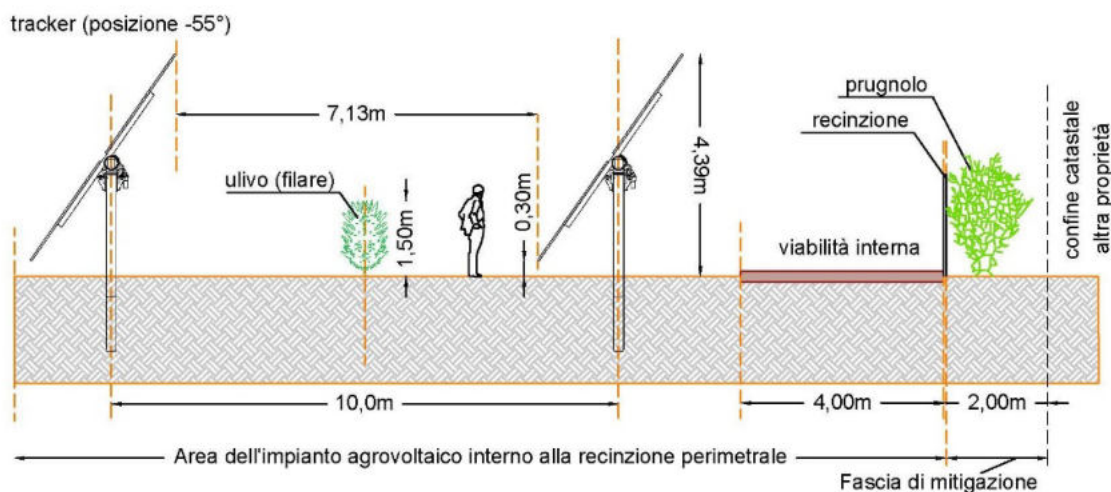 tracker (posizione -55°)
prugnolo
recinzione
7,13m
ulivo (filare)
1,50m
0,30m
4,39m
viabilità interna
confine catastale
altra proprietà
10,0m
4,00m
2,00m
Area dell'impianto agrovoltaico interno alla recinzione perimetrale
Fascia di mitigazione